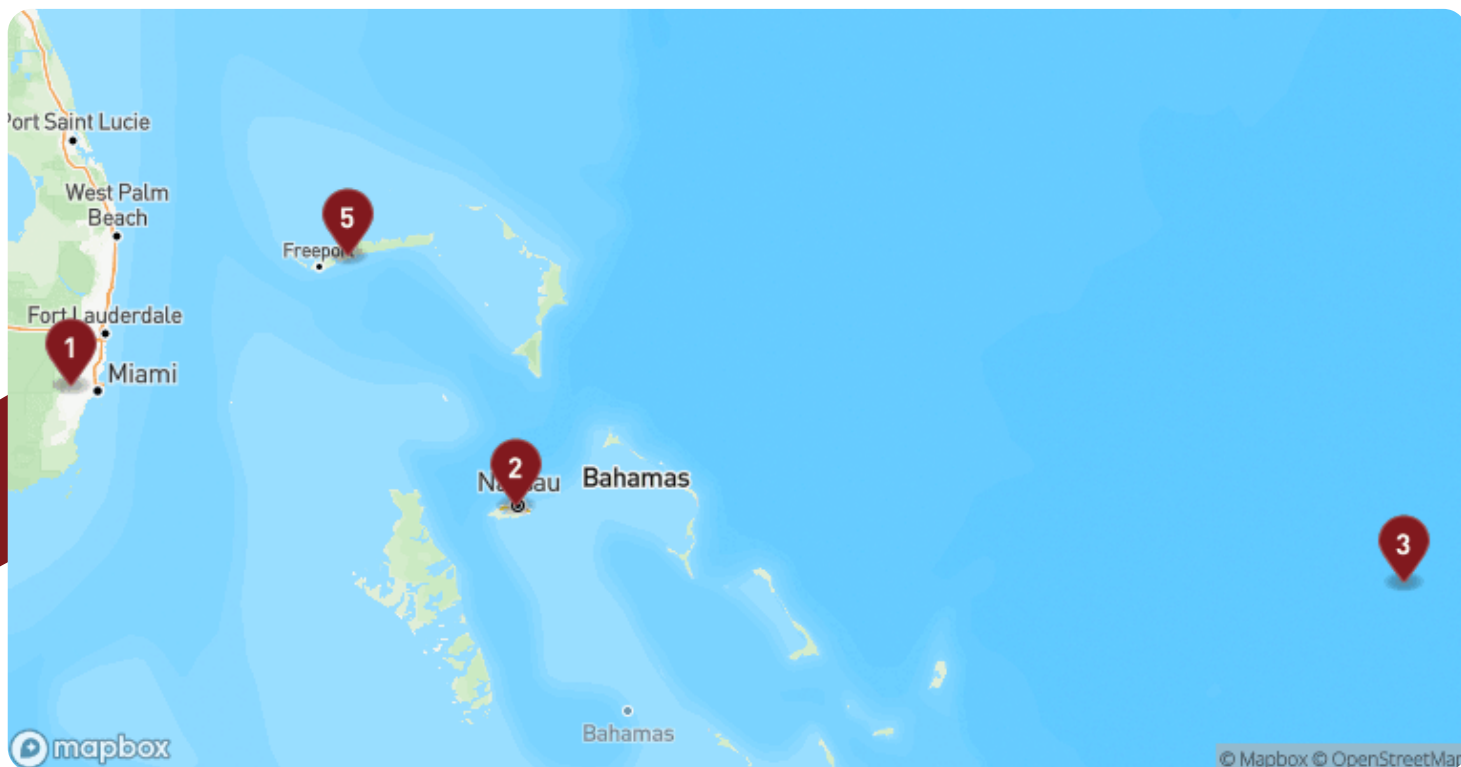 Port Saint Lucie
West Palm
Beach
5
Freeport
Fort Lauderdale
1
Miami
2
Nassau
Bahamas
3
Bahamas
mapbox
© Mapbox © OpenStreetMap